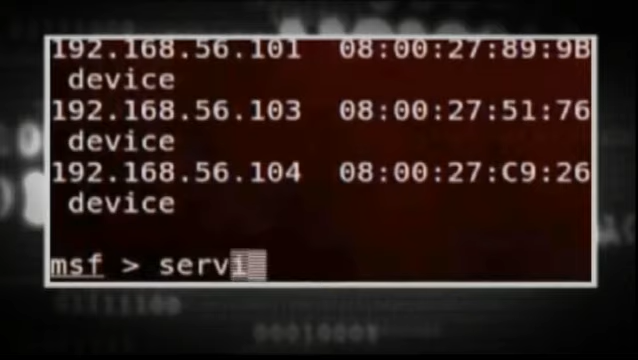 192.168.56.101 08:00:27:89:9B
device
192.168.56.103 08:00:27:51:76
device
192.168.56.104 08:00:27:C9:26
device
msf > servi